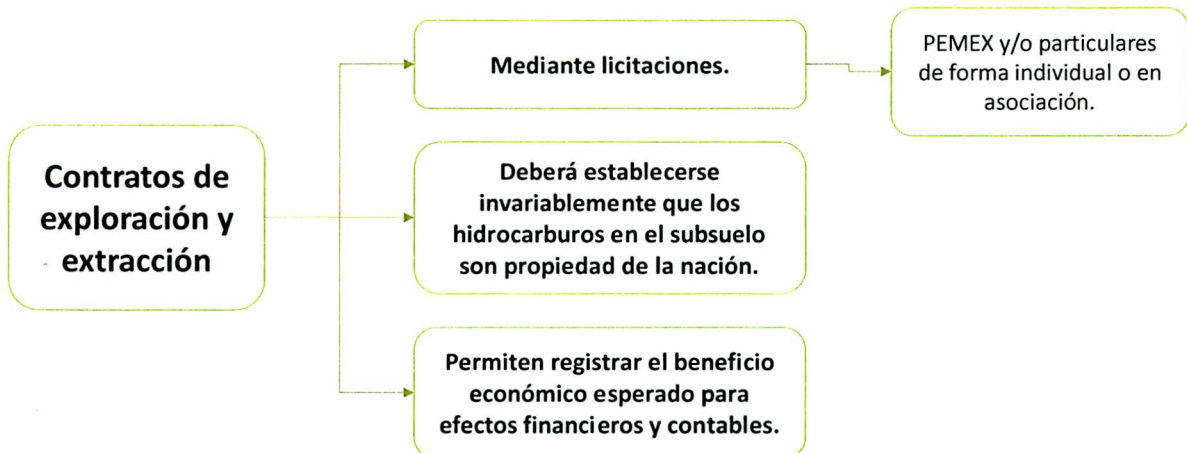 Contratos de
exploración y
extracción
Mediante licitaciones.
PEMEX y/o particulares
de forma individual o en
asociación.
Deberá establecerse
invariablemente que los
hidrocarburos en el subsuelo
son propiedad de la nación.
Permiten registrar el beneficio
económico esperado para
efectos financieros y contables.